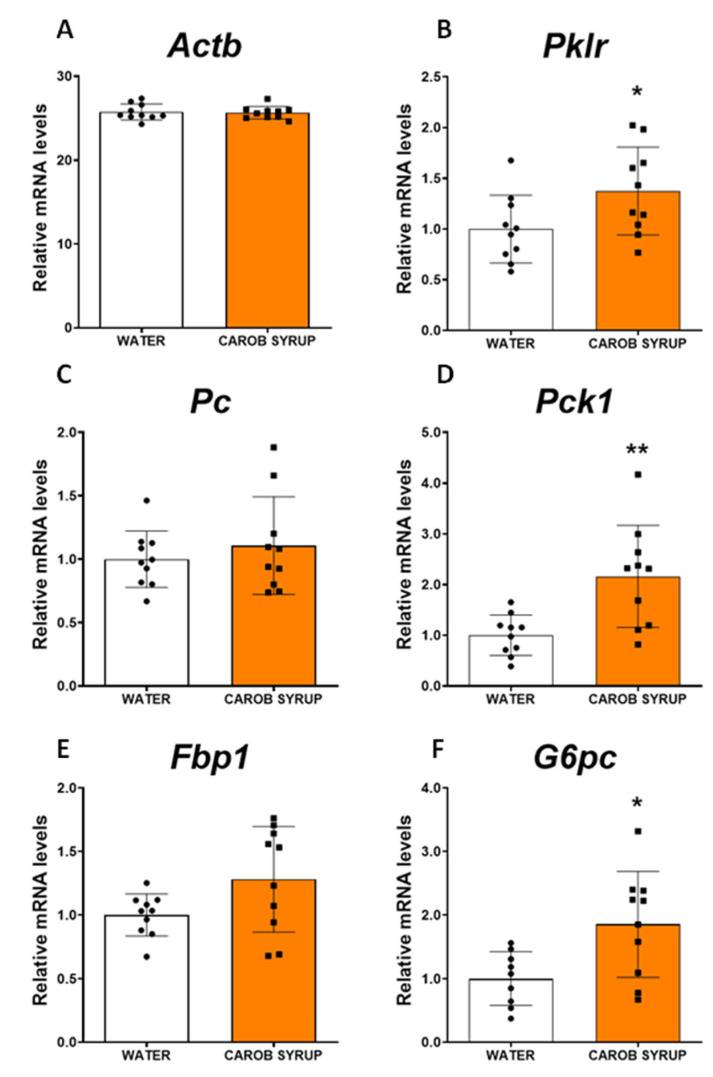 A
Actb
Relative mRNA levels
30
20
10
0
WATER
CAROB SYRUP
B
Pklr
*
Relative mRNA levels
2.5
2.0
1.5
1.0
0.5
0.0
WATER
CAROB SYRUP
C
Pc
Relative mRNA levels
2.0
1.5
1.0
0.5
0.0
WATER
CAROB SYRUP
D
Pck1
**
Relative mRNA levels
5.0
4.0
3.0
2.0
1.0
0.0
WATER
CAROB SYRUP
E
Fbp1
Relative mRNA levels
2.0
1.5
1.0
0.5
0.0
WATER
CAROB SYRUP
F
G6pc
*
Relative mRNA levels
4.0
3.0
2.0
1.0
0.0
WATER
CAROB SYRUP